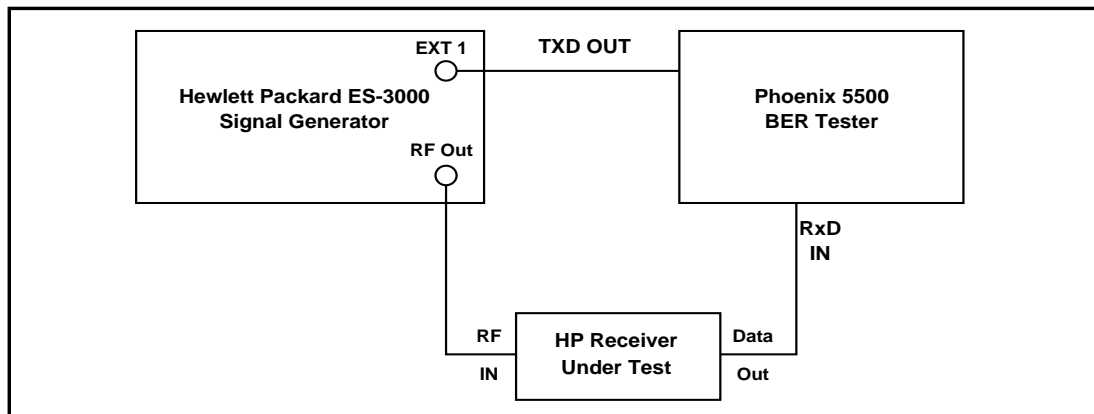 EXT 1
TXD OUT
Hewlett Packard ES-3000
Signal Generator
RF Out
Phoenix 5500
BER Tester
RxD
IN
RF
IN
HP Receiver
Under Test
Data
Out